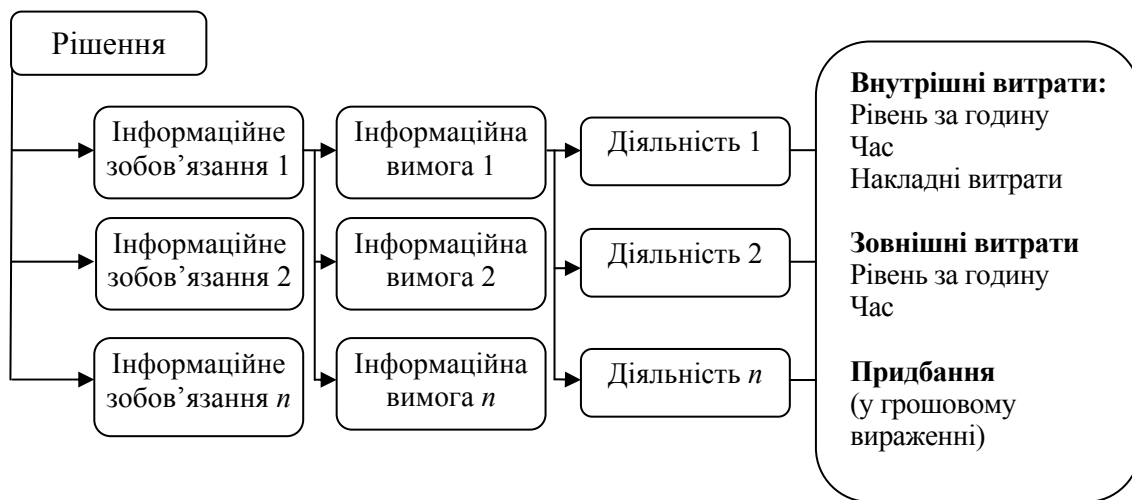 Рішення
Інформаційне
зобов’язання 1
Інформаційна
вимога 1
Діяльність 1
Інформаційне
зобов’язання 2
Інформаційна
вимога 2
Діяльність 2
Інформаційне
зобов’язання n
Інформаційна
вимога n
Діяльність n
Внутрішні витрати:
Рівень за годину
Час
Накладні витрати
Зовнішні витрати
Рівень за годину
Час
Придбання
(у грошовому
вираженні)